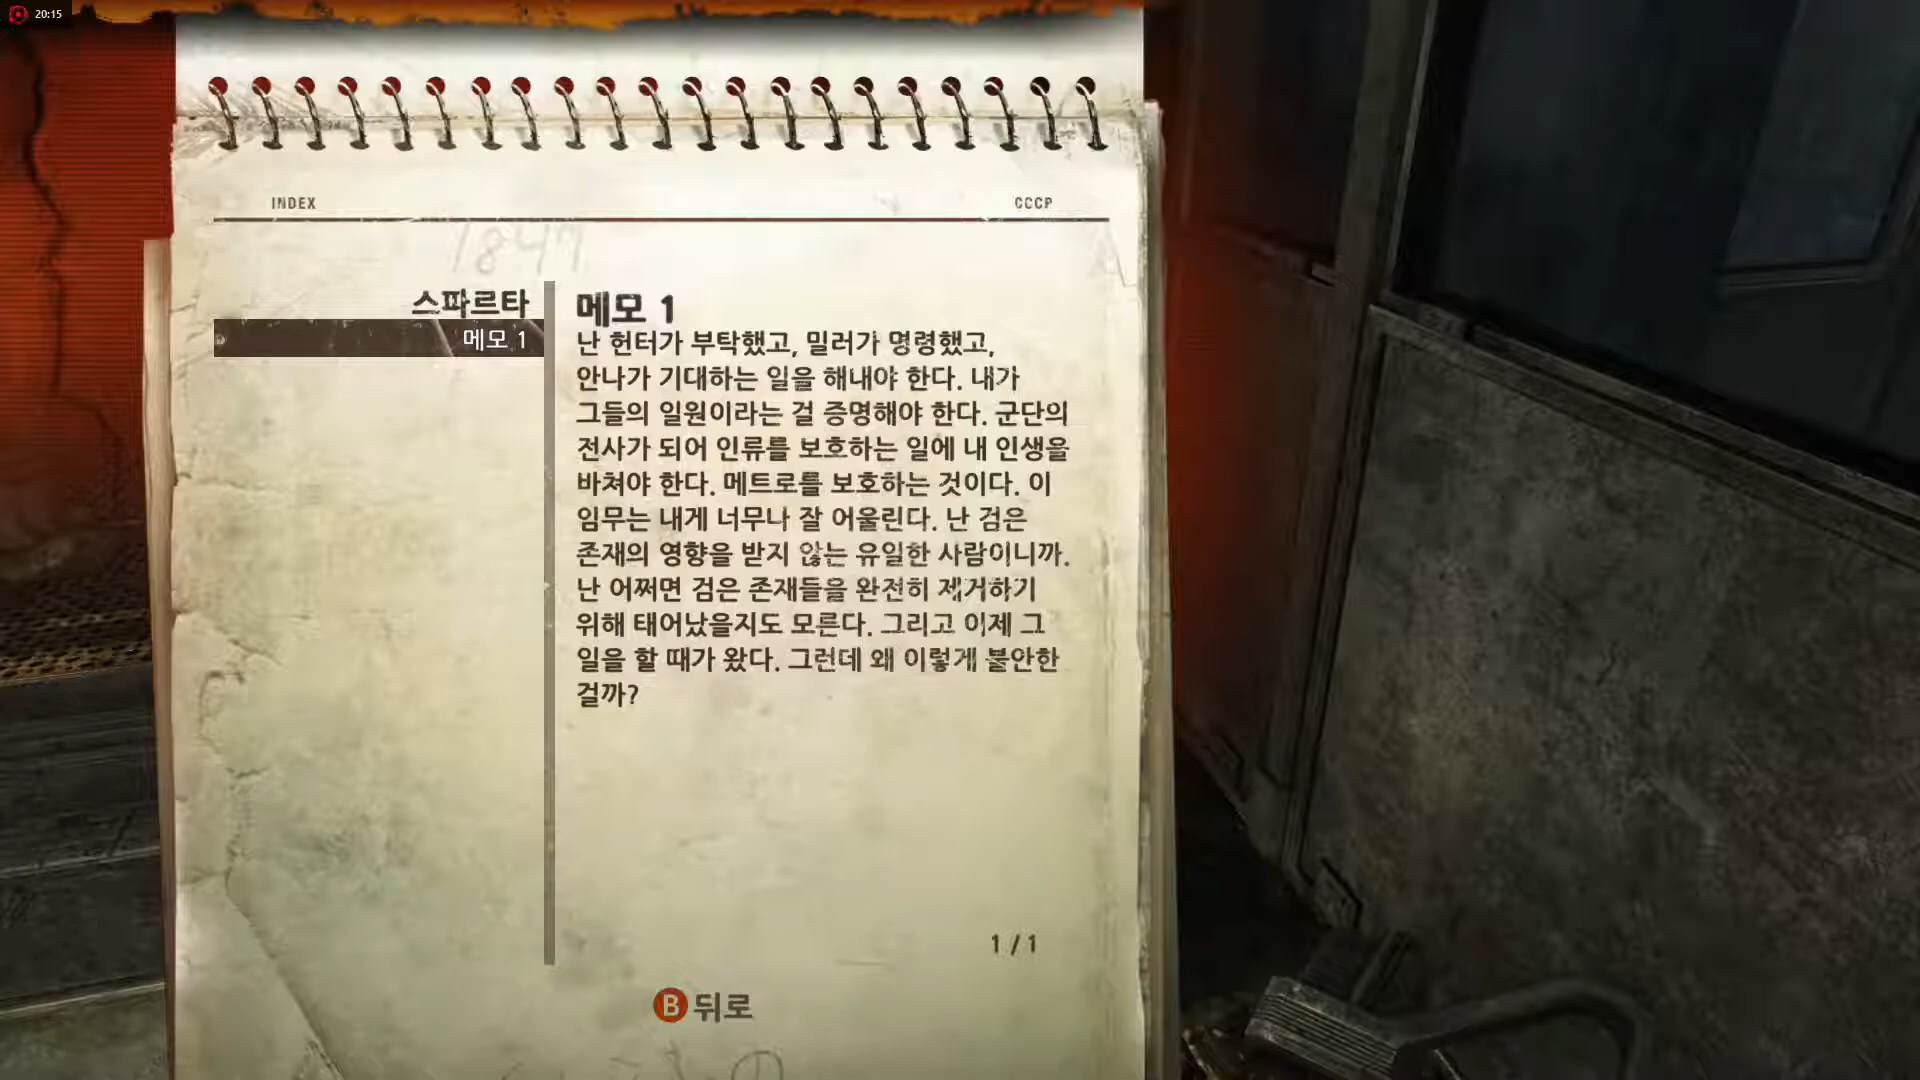 20:15
INDEX
CCCP
1847
스파르타
메모 1
메모 1
난 헌터가 부탁했고, 밀러가 명령했고,
안나가 기대하는 일을 해내야 한다. 내가
그들의 일원이라는 걸 증명해야 한다. 군단의
전사가 되어 인류를 보호하는 일에 내 인생을
바쳐야 한다. 메트로를 보호하는 것이다. 이
임무는 내게 너무나 잘 어울린다. 난 검은
존재의 영향을 받지 않는 유일한 사람이니까.
난 어쩌면 검은 존재들을 완전히 제거하기
위해 태어났을지도 모른다. 그리고 이제 그
일을 할 때가 왔다. 그런데 왜 이렇게 불안한
걸까?
1 / 1
B 뒤로